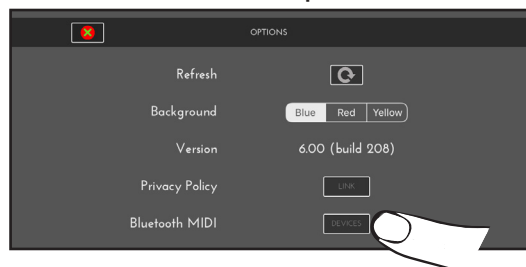 OPTIONS
Refresh
Background Blue Red Yellow
Version 6.00 (build 208)
Privacy Policy LINK
Bluetooth MIDI DEVICES